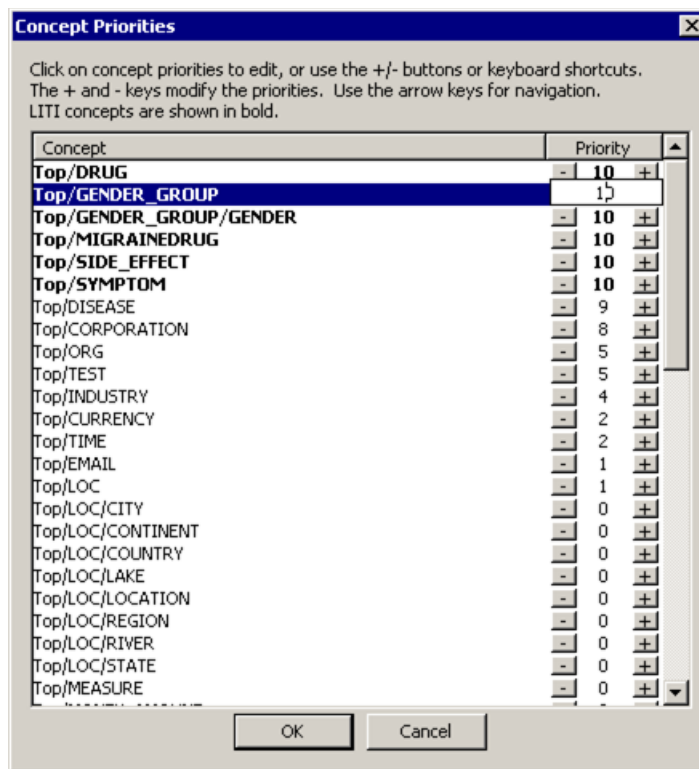 Concept Priorities
Click on concept priorities to edit, or use the +/- buttons or keyboard shortcuts.
The + and - keys modify the priorities. Use the arrow keys for navigation.
LITI concepts are shown in bold.
Concept Priority
Top/DRUG - 10 +
Top/GENDER_GROUP
Top/GENDER_GROUP/GENDER - 10 +
Top/MIGRAINEDRUG - 10 +
Top/SIDE_EFFECT - 10 +
Top/SYMPTOM - 10 +
Top/DISEASE - 9 +
Top/CORPORATION - 8 +
Top/ORG - 5 +
Top/TEST - 5 +
Top/INDUSTRY - 4 +
Top/CURRENCY - 2 +
Top/TIME - 2 +
Top/EMAIL - 1 +
Top/LOC - 1 +
Top/LOC/CITY - 0 +
Top/LOC/CONTINENT - 0 +
Top/LOC/COUNTRY - 0 +
Top/LOC/LAKE - 0 +
Top/LOC/LOCATION - 0 +
Top/LOC/REGION - 0 +
Top/LOC/RIVER - 0 +
Top/LOC/STATE - 0 +
Top/MEASURE - 0 +
OK Cancel